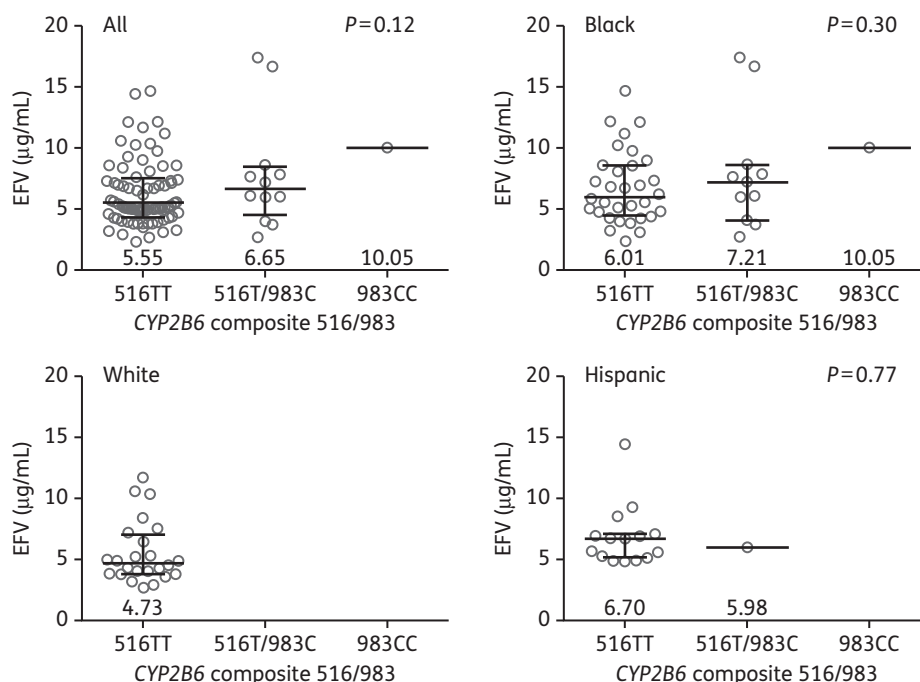 All P=0.12
EFV (µg/mL)
20
15
10
5
0
5.55 6.65 10.05
516TT 516T/983C 983CC
CYP2B6 composite 516/983
Black P=0.30
EFV (µg/mL)
20
15
10
5
0
6.01 7.21 10.05
516TT 516T/983C 983CC
CYP2B6 composite 516/983
White
EFV (µg/mL)
20
15
10
5
0
4.73
516TT 516T/983C 983CC
CYP2B6 composite 516/983
Hispanic P=0.77
EFV (µg/mL)
20
15
10
5
0
6.70 5.98
516TT 516T/983C 983CC
CYP2B6 composite 516/983